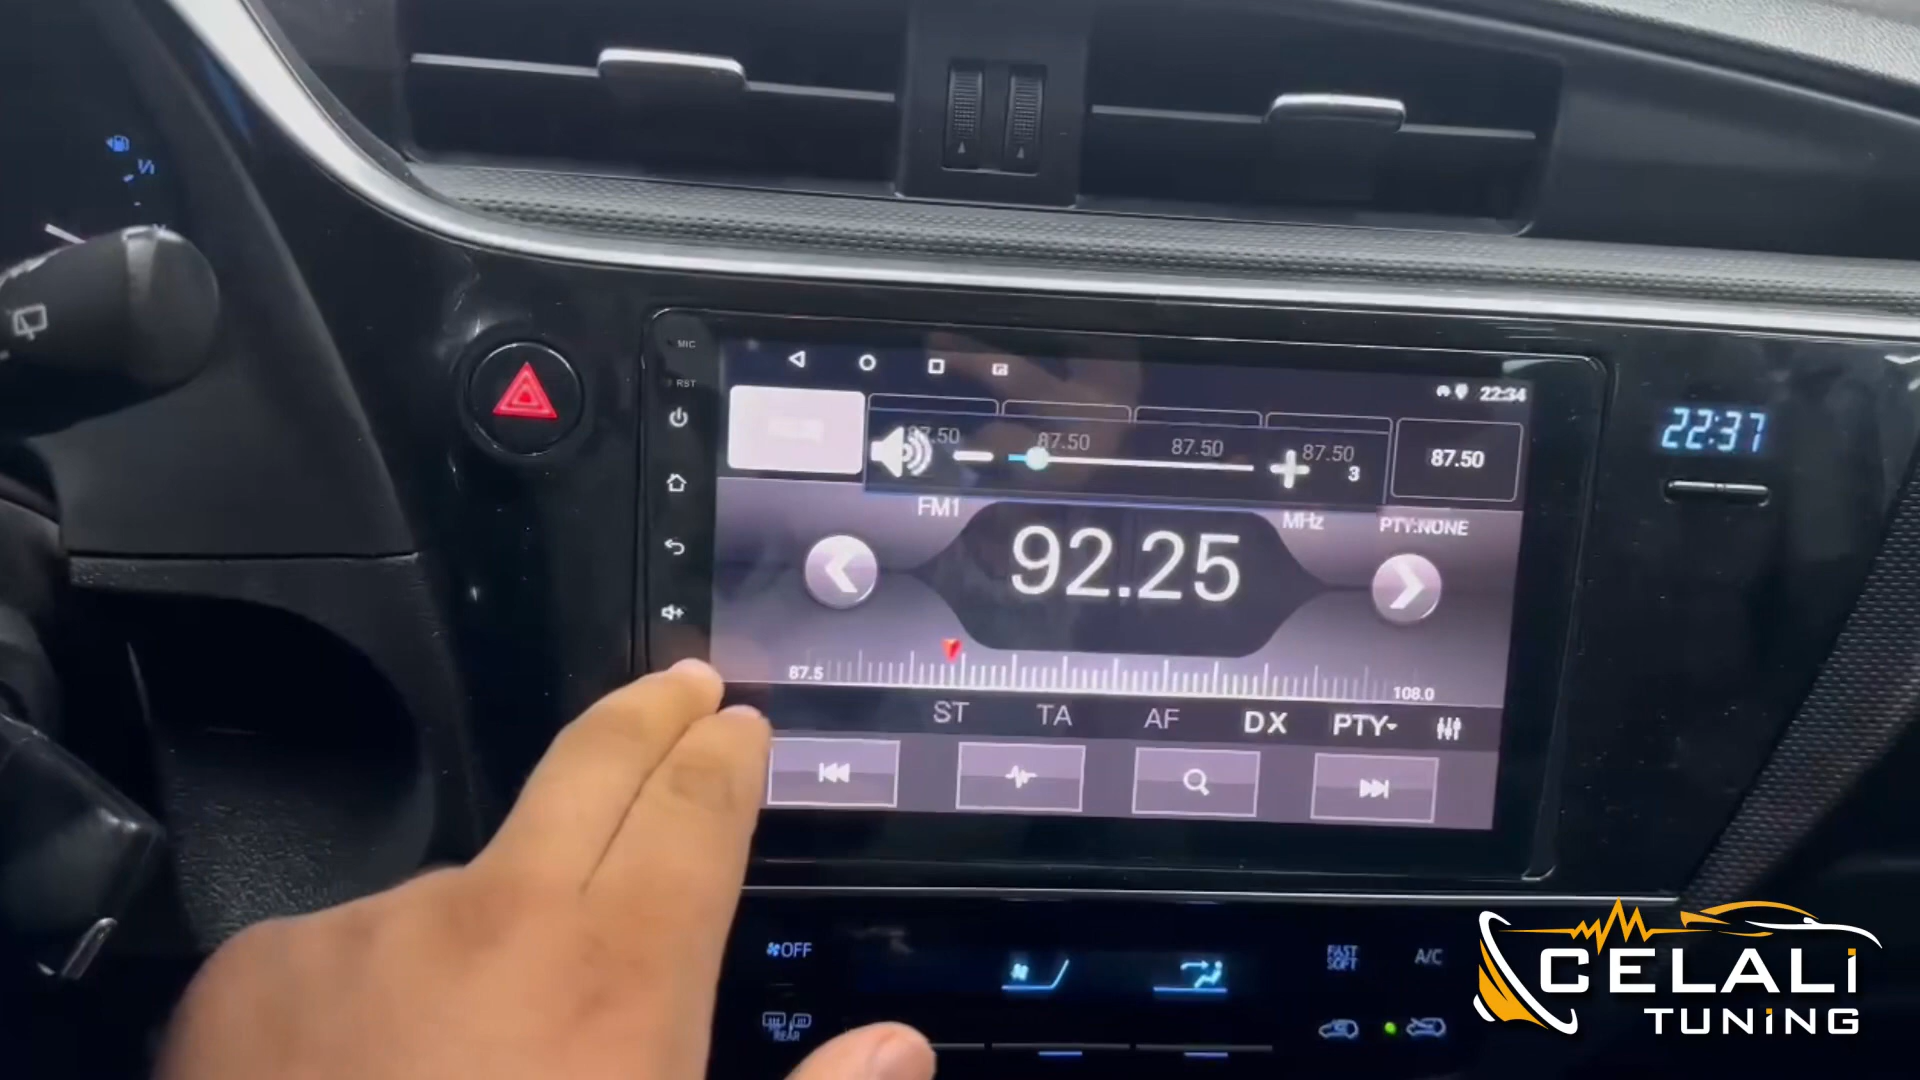 MIC
RST
22:34
22:37
87.50 87.50 87.50 87.50 87.50
3
FM1 MHz PTY:NONE
92.25
87.5 108.0
ST TA AF DX PTY
OFF
FAST
SOFT
A/C
REAR
CELALi
TUNiNG